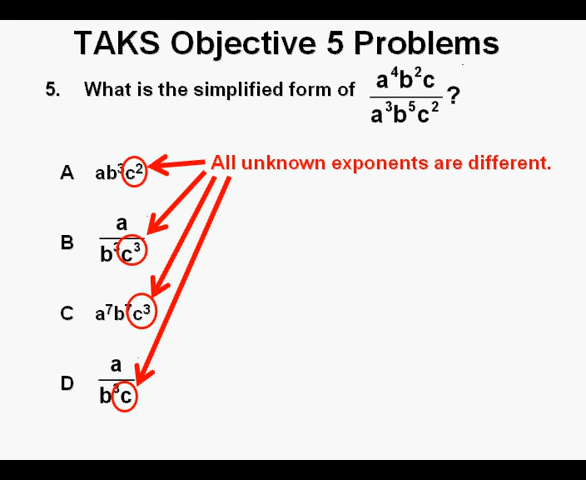 TAKS Objective 5 Problems
5. What is the simplified form of a⁴b²c / a³b⁵c² ?
All unknown exponents are different.
A ab³c²
B a / b³c³
C a⁷b⁷c³
D a / b³c